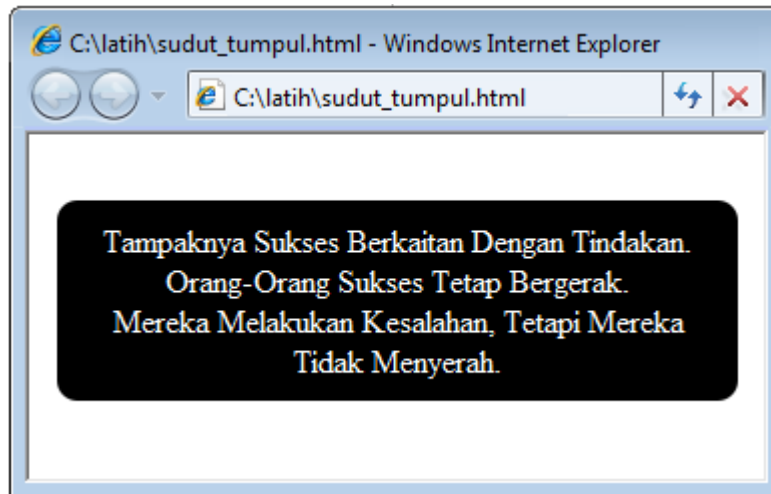 C:\latih\sudut_tumpul.html - Windows Internet Explorer
C:\latih\sudut_tumpul.html
Tampaknya Sukses Berkaitan Dengan Tindakan.
Orang-Orang Sukses Tetap Bergerak.
Mereka Melakukan Kesalahan, Tetapi Mereka
Tidak Menyerah.